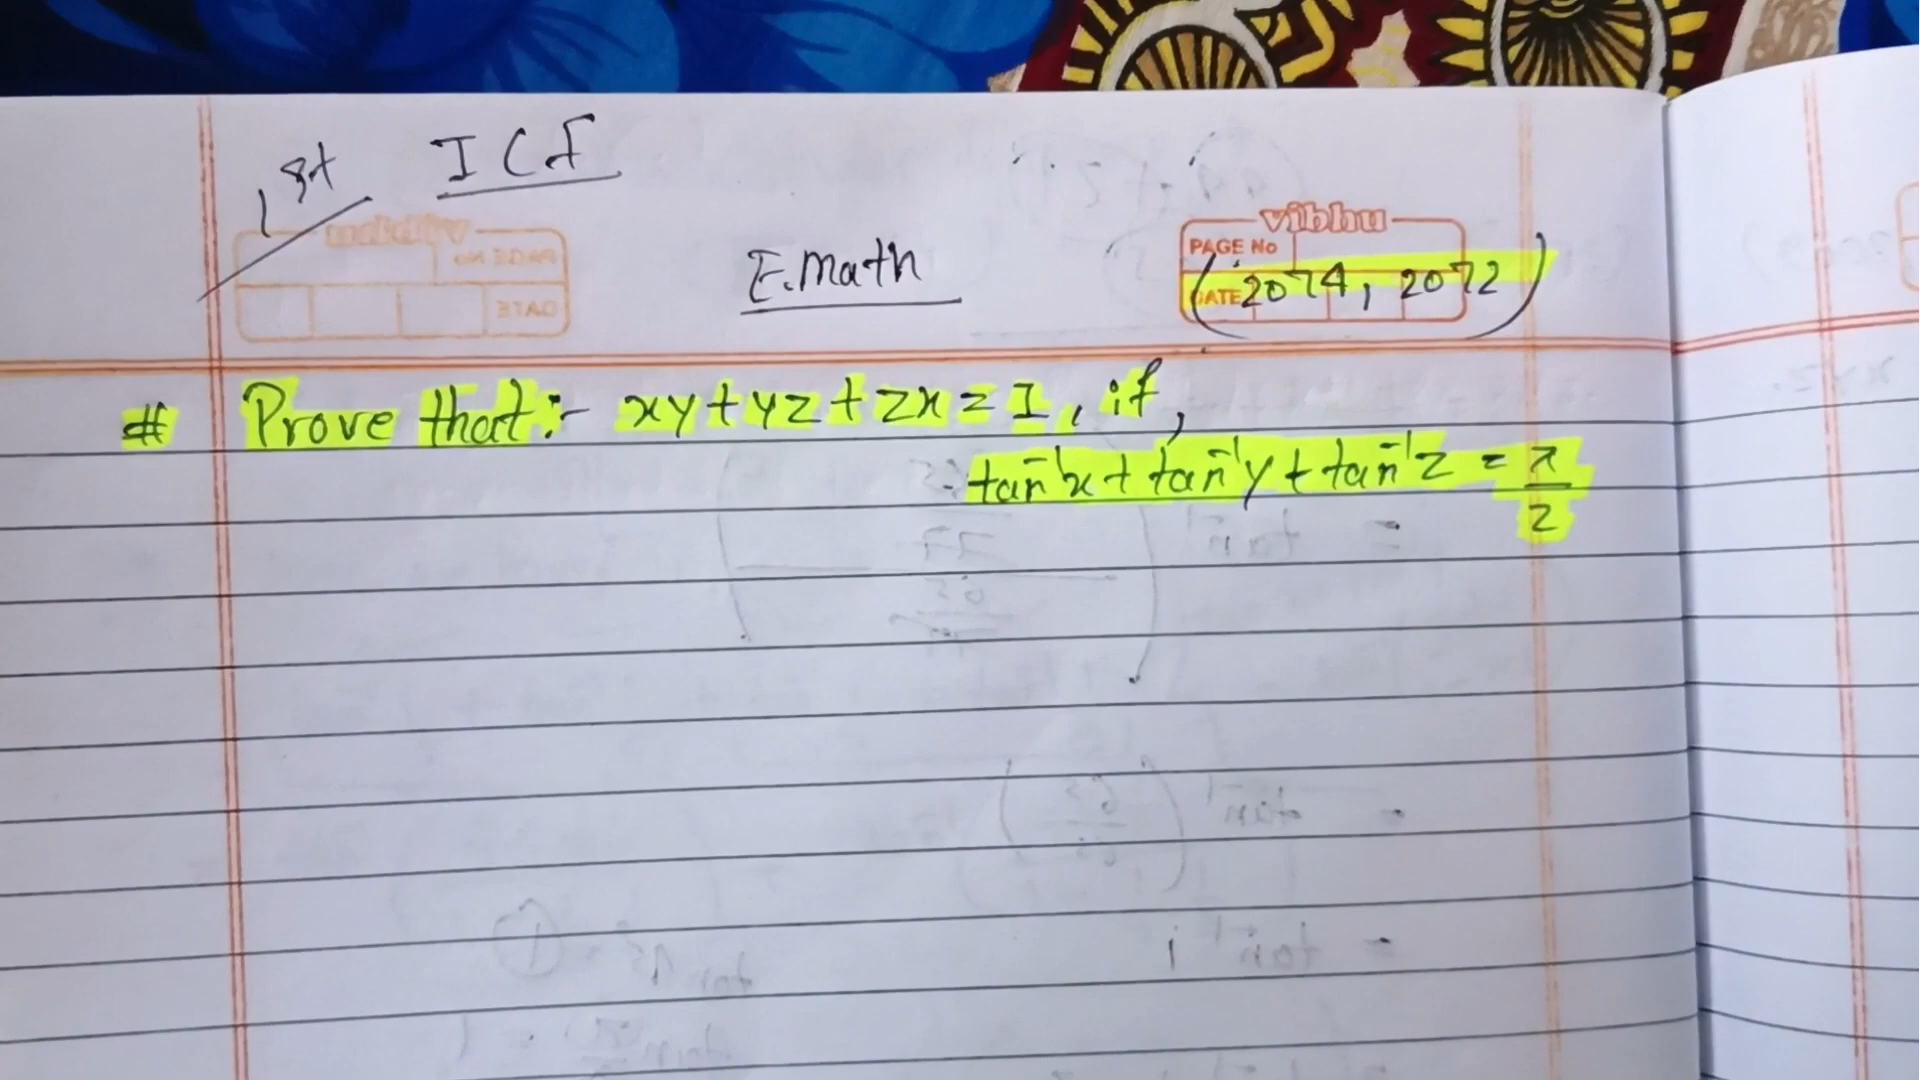 1st I C I
E.math
vibhu
PAGE No
DATE
(2074, 2072)
# Prove that:- xy + yz + zx = 1, if,
tan⁻¹x + tan⁻¹y + tan⁻¹z = π/2